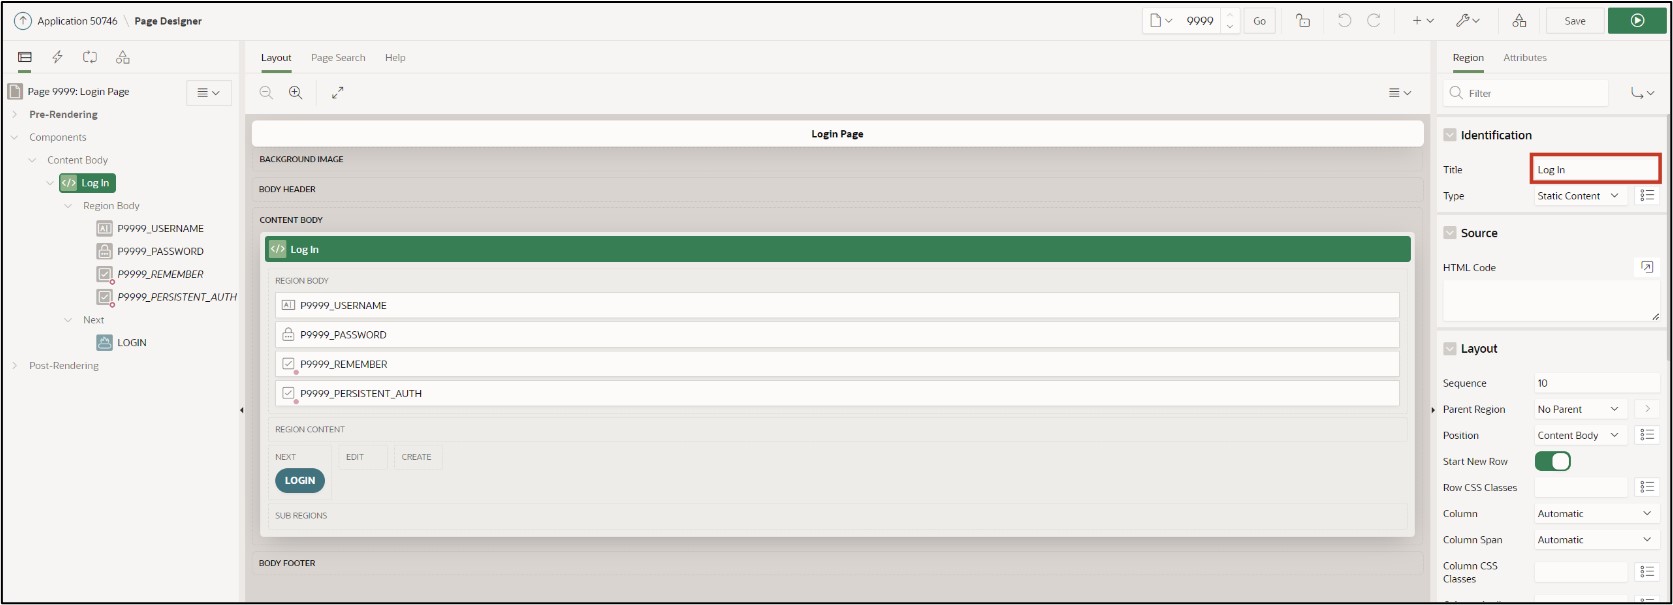 Application 50746 \ Page Designer
9999
Go
Save
Page 9999: Login Page
Pre-Rendering
Components
Content Body
Log In
Region Body
P9999_USERNAME
P9999_PASSWORD
P9999_REMEMBER
P9999_PERSISTENT_AUTH
Next
LOGIN
Post-Rendering
Layout Page Search Help
Login Page
BACKGROUND IMAGE
BODY HEADER
CONTENT BODY
Log In
REGION BODY
P9999_USERNAME
P9999_PASSWORD
P9999_REMEMBER
P9999_PERSISTENT_AUTH
REGION CONTENT
NEXT EDIT CREATE
LOGIN
SUB REGIONS
BODY FOOTER
Region Attributes
Filter
Identification
Title Log In
Type Static Content
Source
HTML Code
Layout
Sequence 10
Parent Region No Parent
Position Content Body
Start New Row
Row CSS Classes
Column Automatic
Column Span Automatic
Column CSS
Classes